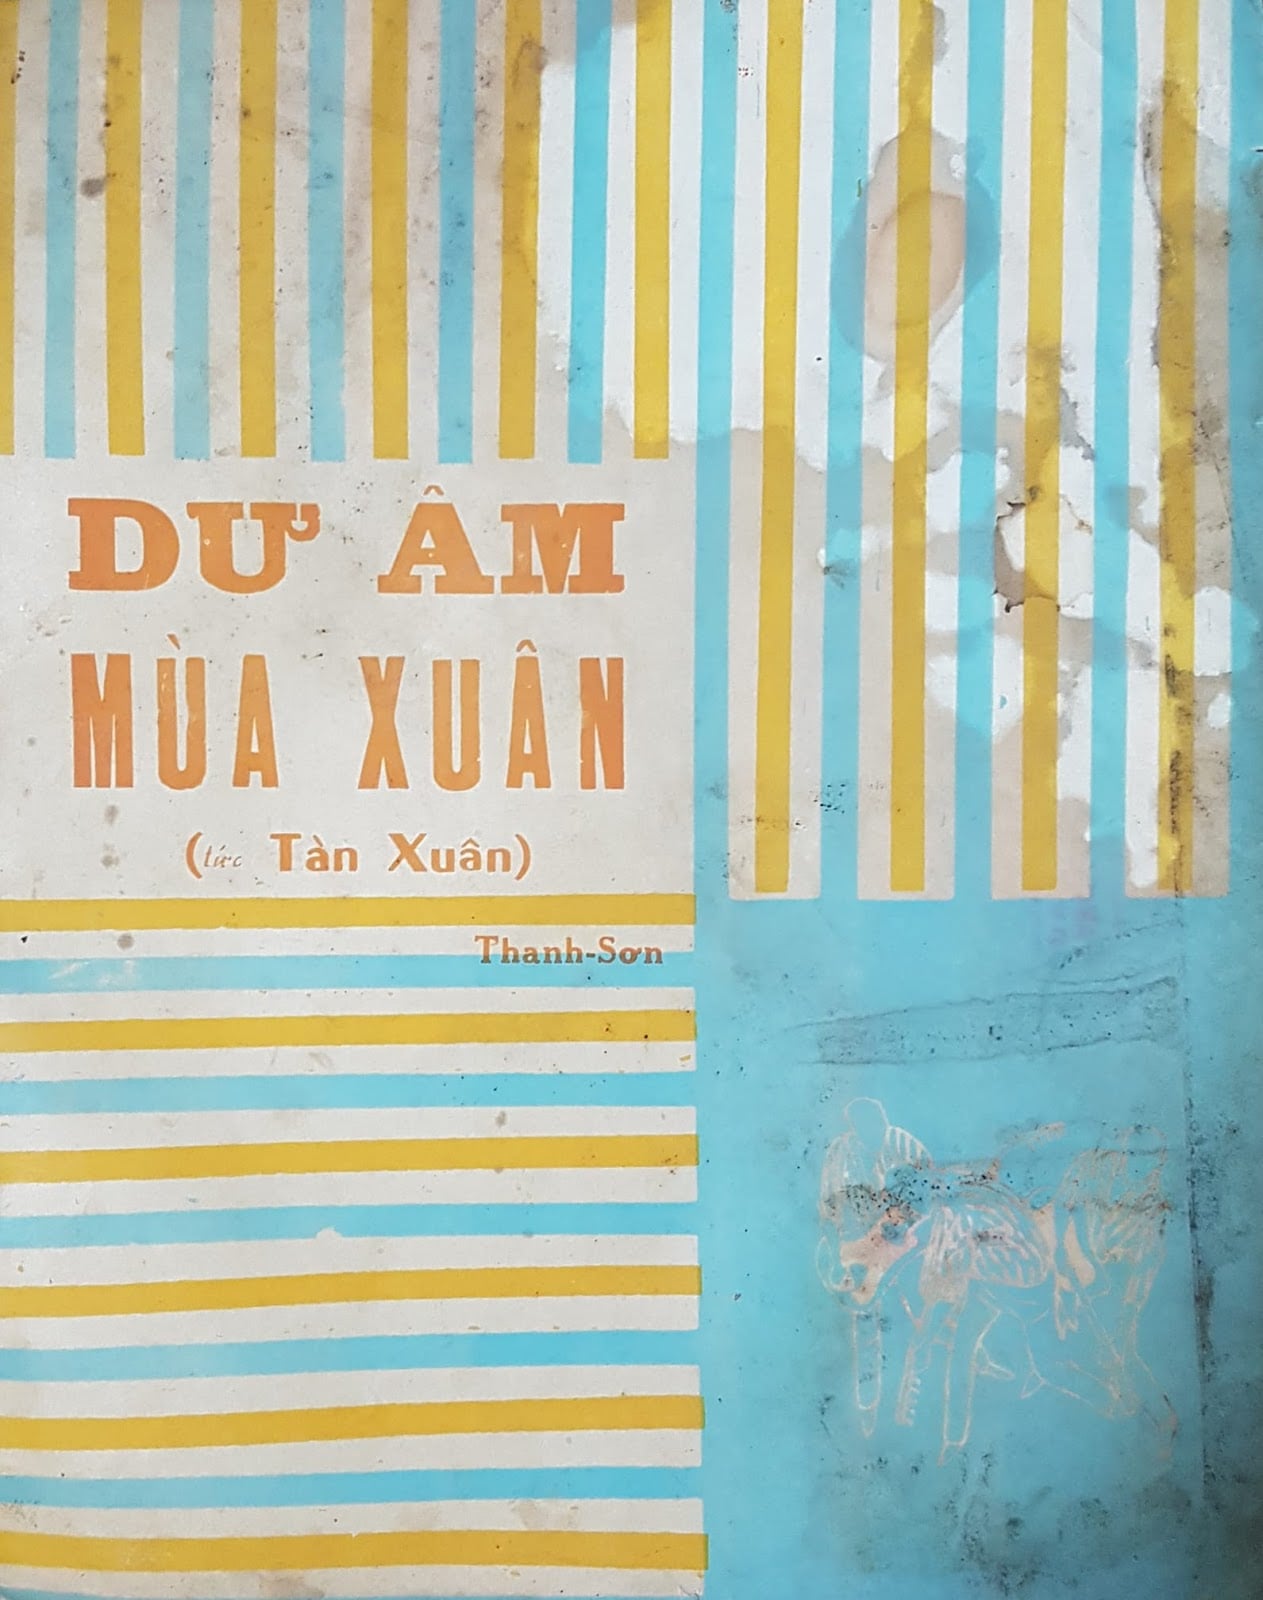 DƯ ÂM
MÙA XUÂN
(tức Tàn Xuân)
Thanh-Sơn